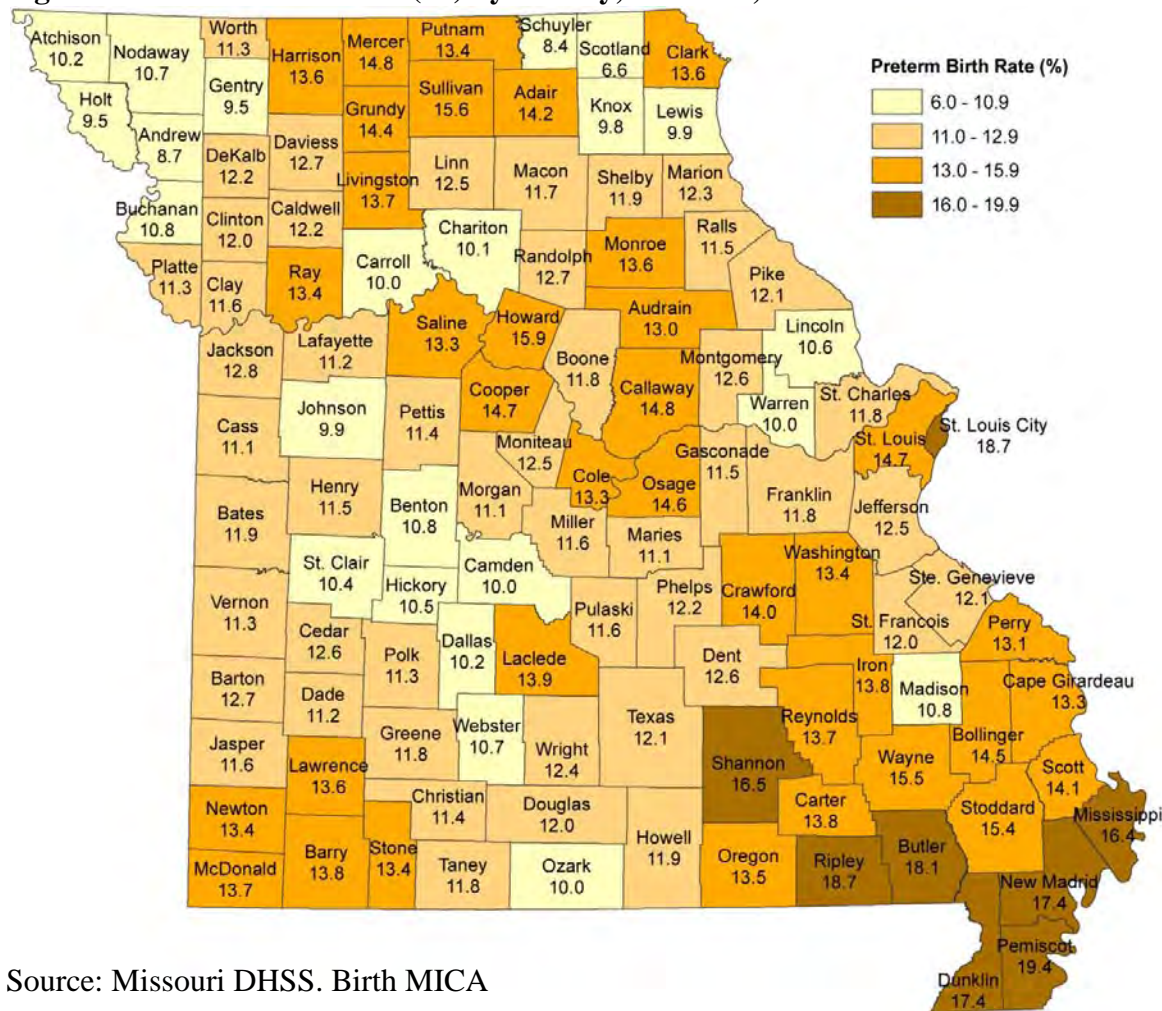 Atchison
10.2
Nodaway
10.7
Worth
11.3
Harrison
13.6
Mercer
14.8
Putnam
13.4
Schuyler
8.4
Scotland
6.6
Clark
13.6
Holt
9.5
Gentry
9.5
Andrew
8.7
Grundy
14.4
Sullivan
15.6
Adair
14.2
Knox
9.8
Lewis
9.9
DeKalb
12.2
Daviess
12.7
Livingston
13.7
Linn
12.5
Macon
11.7
Shelby
11.9
Marion
12.3
Buchanan
10.8
Clinton
12.0
Caldwell
12.2
Chariton
10.1
Randolph
12.7
Monroe
13.6
Ralls
11.5
Platte
11.3
Clay
11.6
Ray
13.4
Carroll
10.0
Pike
12.1
Audrain
13.0
Jackson
12.8
Lafayette
11.2
Saline
13.3
Howard
15.9
Boone
11.8
Callaway
14.8
Montgomery
12.6
Lincoln
10.6
Warren
10.0
St. Charles
11.8
St. Louis
14.7
St. Louis City
18.7
Cass
11.1
Johnson
9.9
Pettis
11.4
Cooper
14.7
Moniteau
12.5
Cole
13.3
Osage
14.6
Gasconade
11.5
Franklin
11.8
Jefferson
12.5
Bates
11.9
Henry
11.5
Benton
10.8
Morgan
11.1
Miller
11.6
Maries
11.1
St. Clair
10.4
Hickory
10.5
Camden
10.0
Pulaski
11.6
Phelps
12.2
Crawford
14.0
Washington
13.4
Ste. Genevieve
12.1
St. Francois
12.0
Perry
13.1
Vernon
11.3
Cedar
12.6
Polk
11.3
Dallas
10.2
Laclede
13.9
Dent
12.6
Iron
13.8
Madison
10.8
Cape Girardeau
13.3
Barton
12.7
Dade
11.2
Greene
11.8
Webster
10.7
Wright
12.4
Texas
12.1
Shannon
16.5
Reynolds
13.7
Wayne
15.5
Bollinger
14.5
Scott
14.1
Jasper
11.6
Lawrence
13.6
Christian
11.4
Douglas
12.0
Howell
11.9
Carter
13.8
Stoddard
15.4
Mississippi
16.4
Newton
13.4
McDonald
13.7
Barry
13.8
Stone
13.4
Taney
11.8
Ozark
10.0
Oregon
13.5
Ripley
18.7
Butler
18.1
New Madrid
17.4
Pemiscot
19.4
Dunklin
17.4
Preterm Birth Rate (%)
6.0 - 10.9
11.0 - 12.9
13.0 - 15.9
16.0 - 19.9
Source: Missouri DHSS. Birth MICA